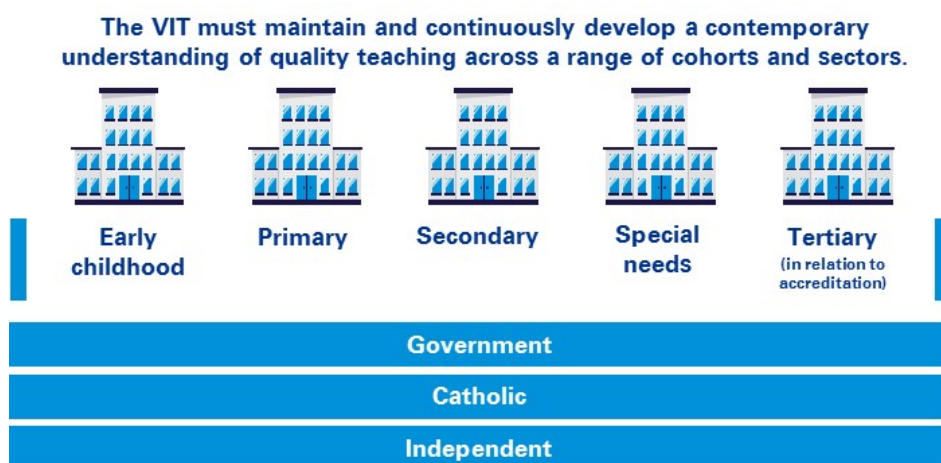 The VIT must maintain and continuously develop a contemporary
understanding of quality teaching across a range of cohorts and sectors.
Early
childhood
Primary
Secondary
Special
needs
Tertiary
(in relation to
accreditation)
Government
Catholic
Independent